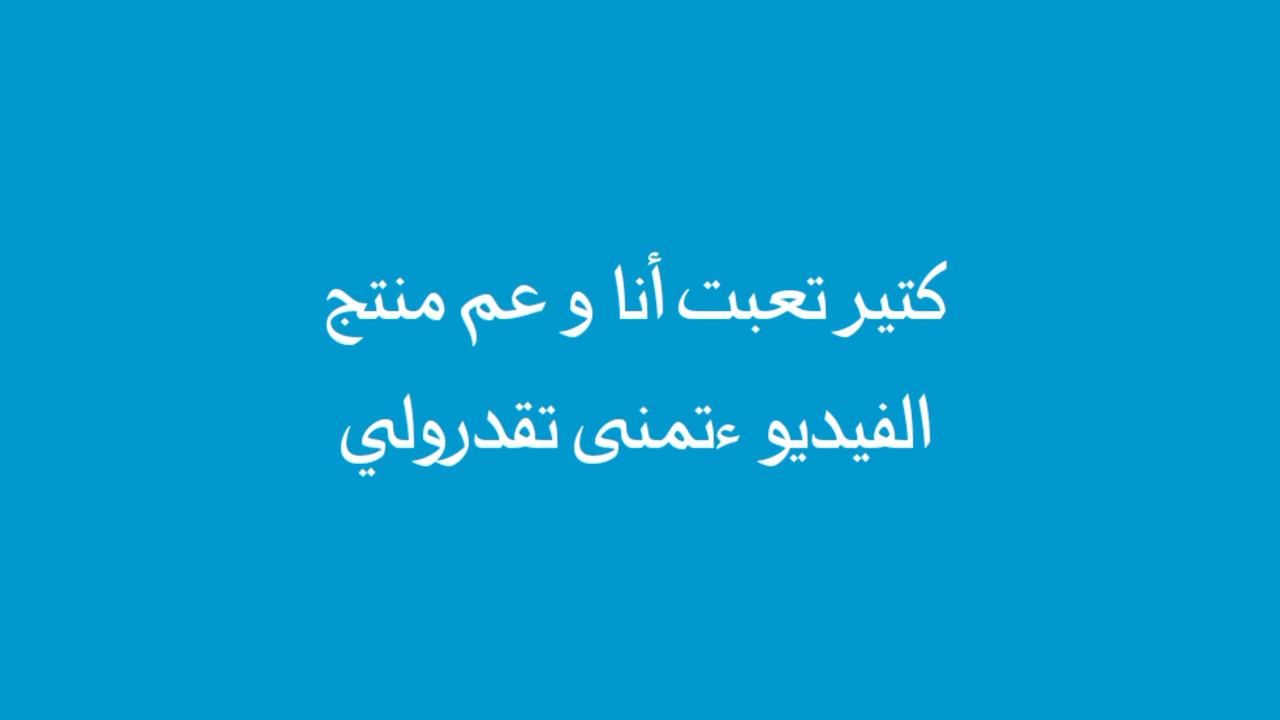 كتير تعبت أنا و عم منتج
الفيديو ءتمنى تقدرولي